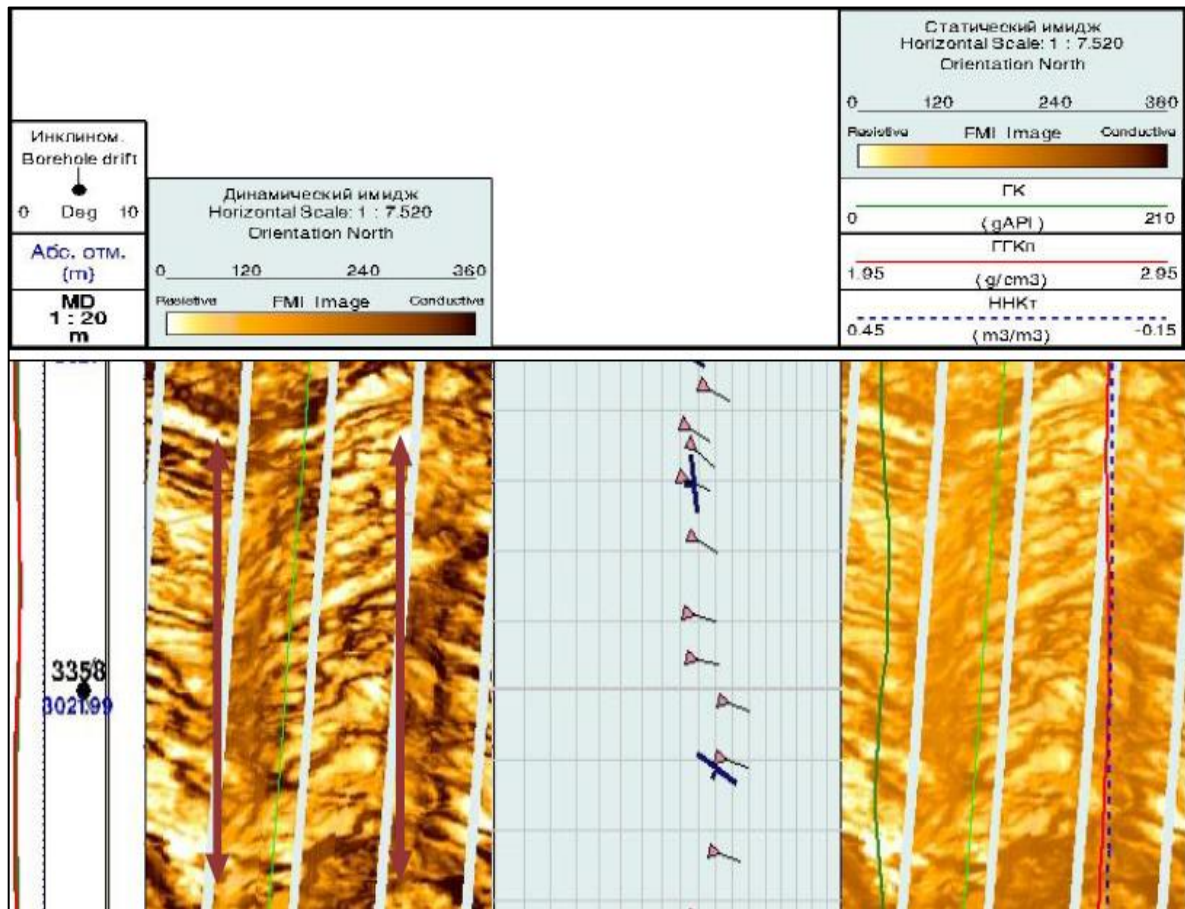 Статический имидж
Horizontal Scale: 1 : 7.520
Orientation North
0 120 240 360
Resistive FMI Image Conductive
ГК
0 (gAPI) 210
ГГКп
1.95 (g/cm3) 2.95
ННКт
0.45 (m3/m3) -0.15
Инклином.
Borehole drift
0 Deg 10
Абс. отм.
(m)
MD
1 : 20
m
Динамический имидж
Horizontal Scale: 1 : 7.520
Orientation North
0 120 240 360
Resistive FMI Image Conductive
3358
3021.99